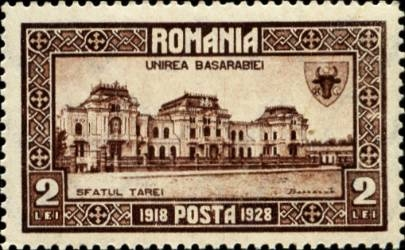 ROMANIA
UNIREA BASARABIEI
SFATUL TAREI
2 LEI 1918 POSTA 1928 2 LEI